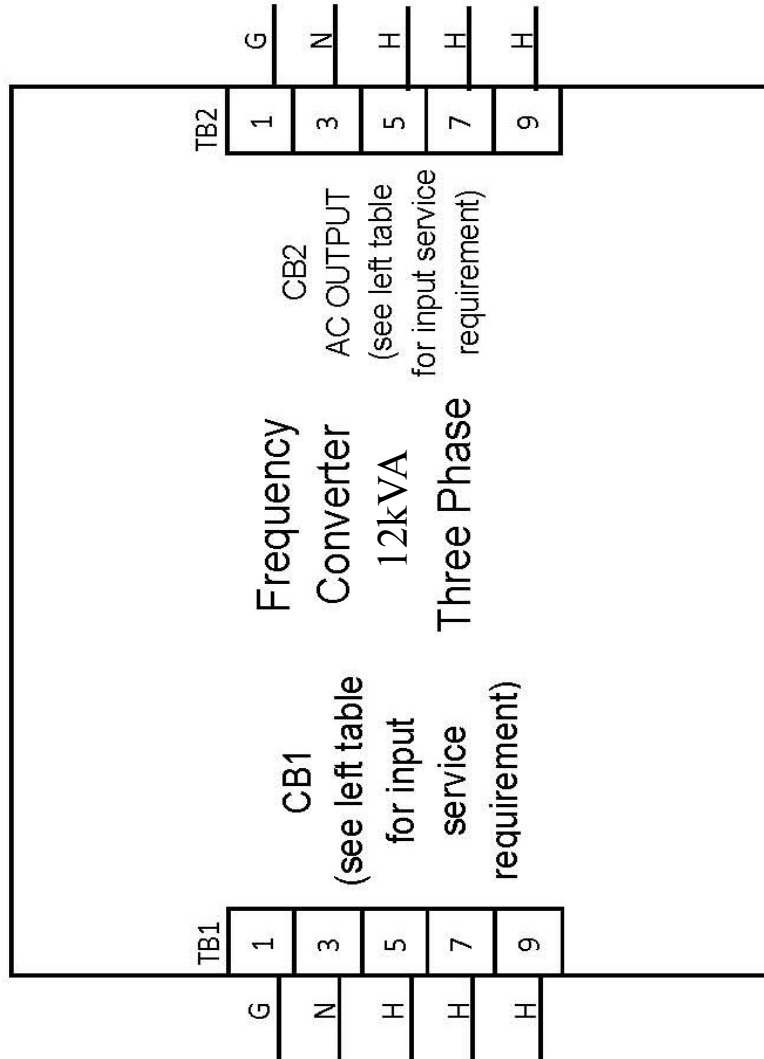 TB1
1
3
5
7
9
G
N
H
H
H
CB1
(see left table
for input
service
requirement)
Frequency
Converter
12kVA
Three Phase
CB2
AC OUTPUT
(see left table
for input service
requirement)
TB2
1
3
5
7
9
G
N
H
H
H